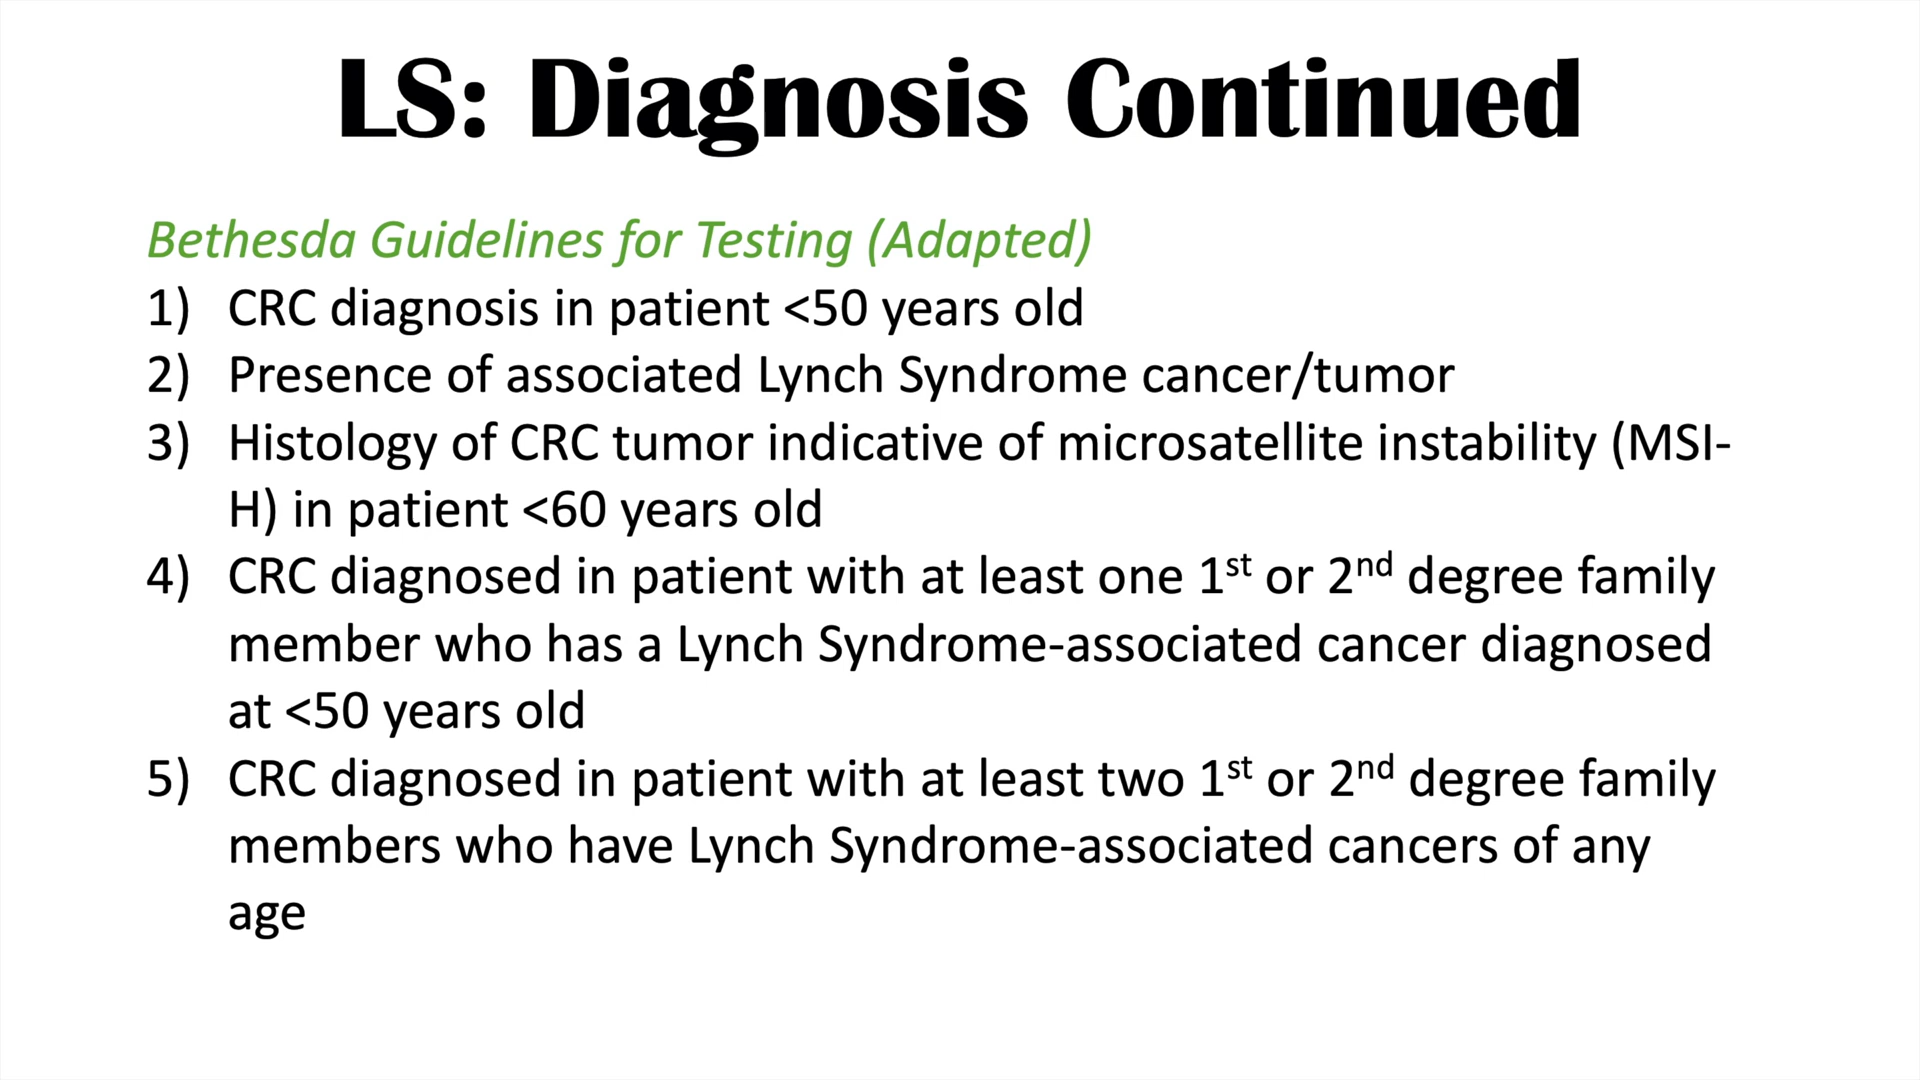 LS: Diagnosis Continued
Bethesda Guidelines for Testing (Adapted)
1) CRC diagnosis in patient <50 years old
2) Presence of associated Lynch Syndrome cancer/tumor
3) Histology of CRC tumor indicative of microsatellite instability (MSI-
H) in patient <60 years old
4) CRC diagnosed in patient with at least one 1st or 2nd degree family
member who has a Lynch Syndrome-associated cancer diagnosed
at <50 years old
5) CRC diagnosed in patient with at least two 1st or 2nd degree family
members who have Lynch Syndrome-associated cancers of any
age